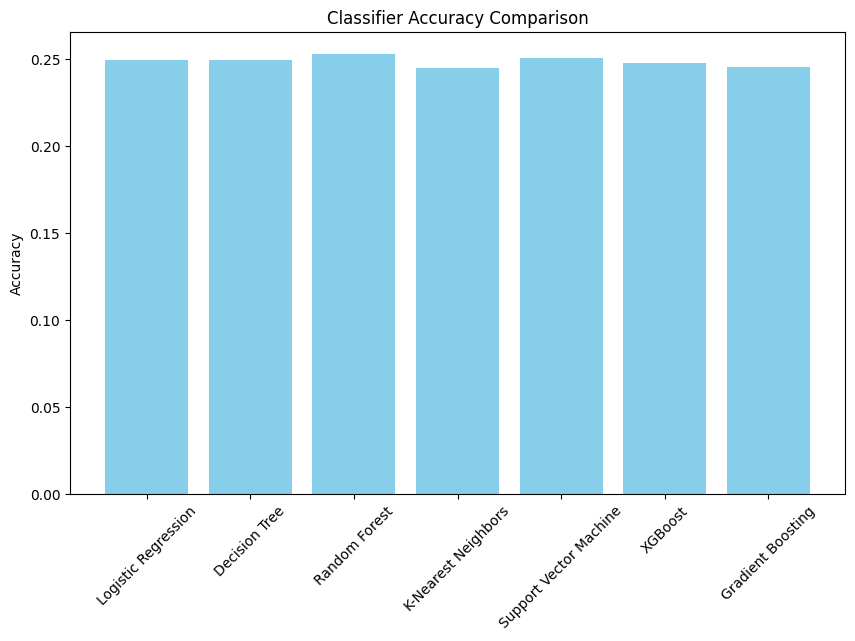 Classifier Accuracy Comparison
Accuracy
0.25
0.20
0.15
0.10
0.05
0.00
Logistic Regression
Decision Tree
Random Forest
K-Nearest Neighbors
Support Vector Machine
XGBoost
Gradient Boosting